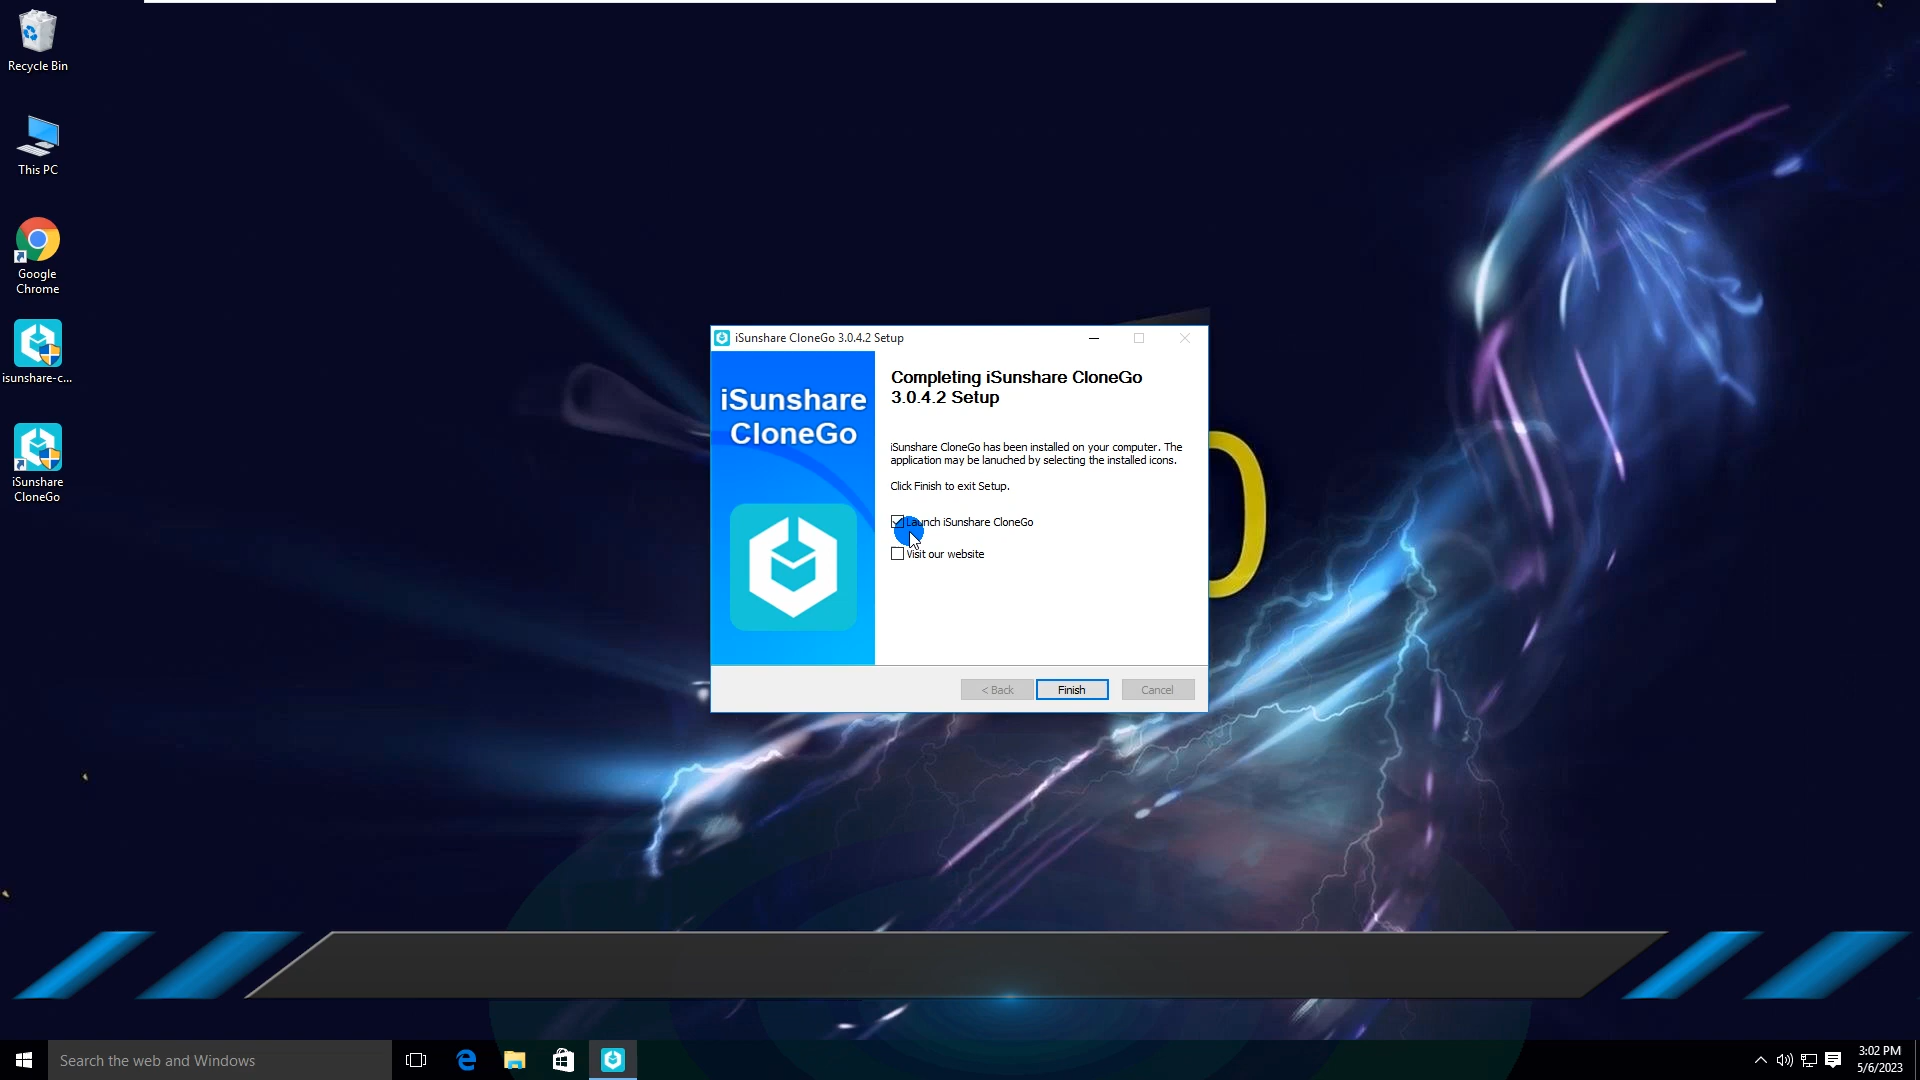 Recycle Bin
This PC
Google
Chrome
isunshare-c...
iSunshare
CloneGo
iSunshare CloneGo 3.0.4.2 Setup
iSunshare
CloneGo
Completing iSunshare CloneGo
3.0.4.2 Setup
iSunshare CloneGo has been installed on your computer. The
application may be lanuched by selecting the installed icons.
Click Finish to exit Setup.
Launch iSunshare CloneGo
Visit our website
< Back
Finish
Cancel
Search the web and Windows
3:02 PM
5/6/2023